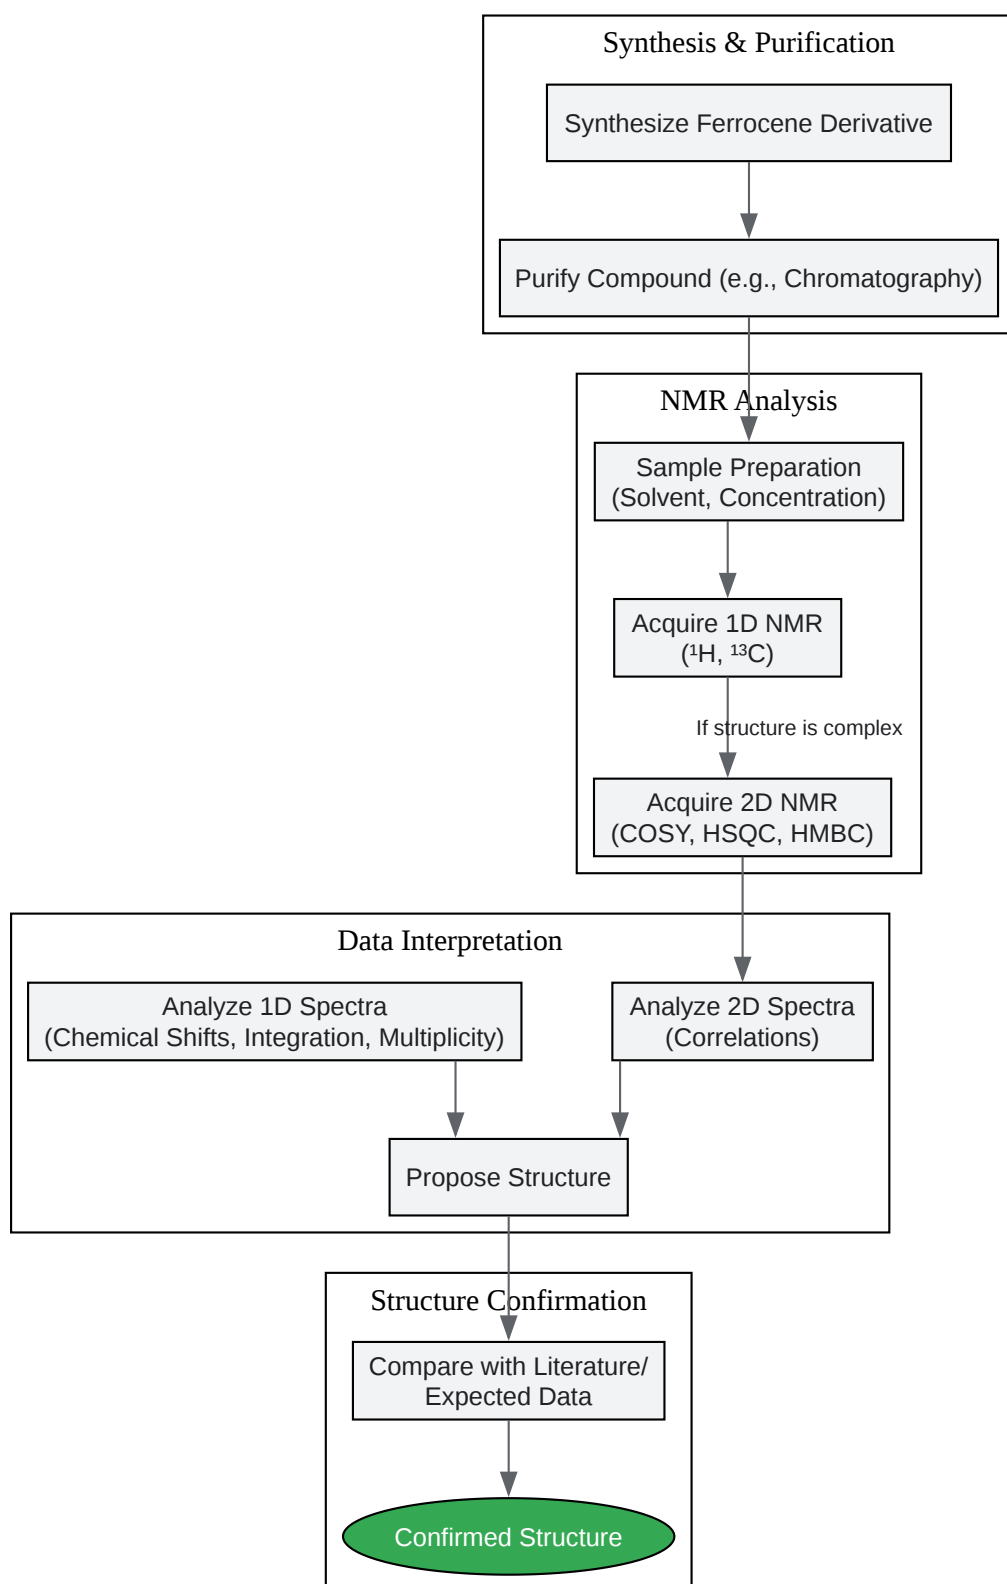 Synthesis & Purification
Synthesize Ferrocene Derivative
Purify Compound (e.g., Chromatography)
NMR Analysis
Sample Preparation
(Solvent, Concentration)
Acquire 1D NMR
(¹H, ¹³C)
If structure is complex
Acquire 2D NMR
(COSY, HSQC, HMBC)
Data Interpretation
Analyze 1D Spectra
(Chemical Shifts, Integration, Multiplicity)
Analyze 2D Spectra
(Correlations)
Propose Structure
Structure Confirmation
Compare with Literature/
Expected Data
Confirmed Structure